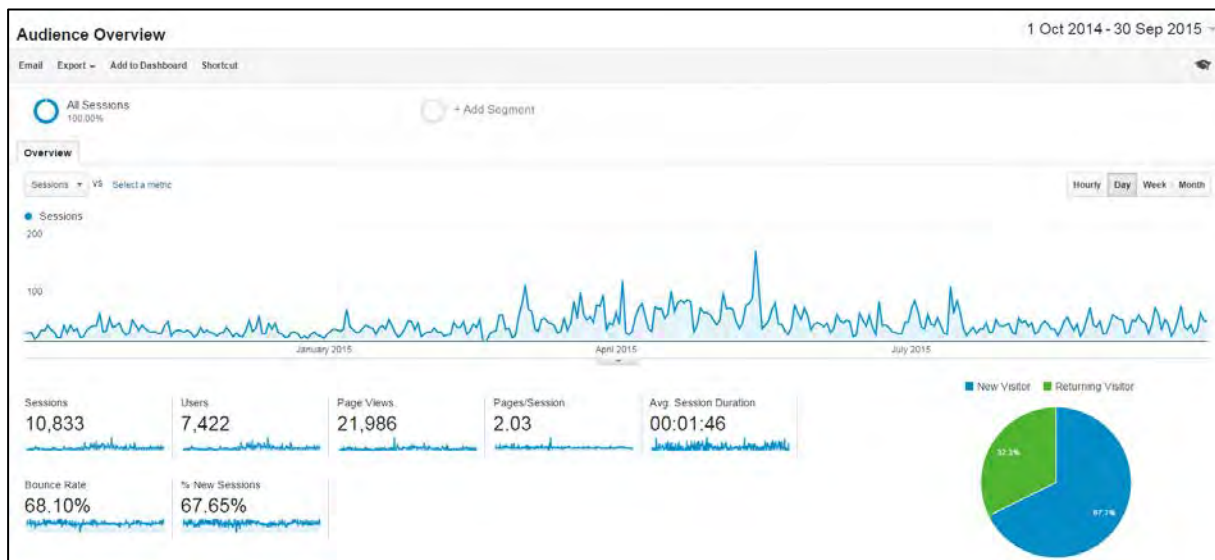 Audience Overview
1 Oct 2014 - 30 Sep 2015
Email Export Add to Dashboard Shortcut
All Sessions
100.00%
+ Add Segment
Overview
Sessions VS Select a metric
Hourly Day Week Month
Sessions
200
100
January 2015 April 2015 July 2015
New Visitor Returning Visitor
Sessions Users Page Views Pages/Session Avg. Session Duration
10,833 7,422 21,986 2.03 00:01:46
32.3%
67.7%
Bounce Rate % New Sessions
68.10% 67.65%